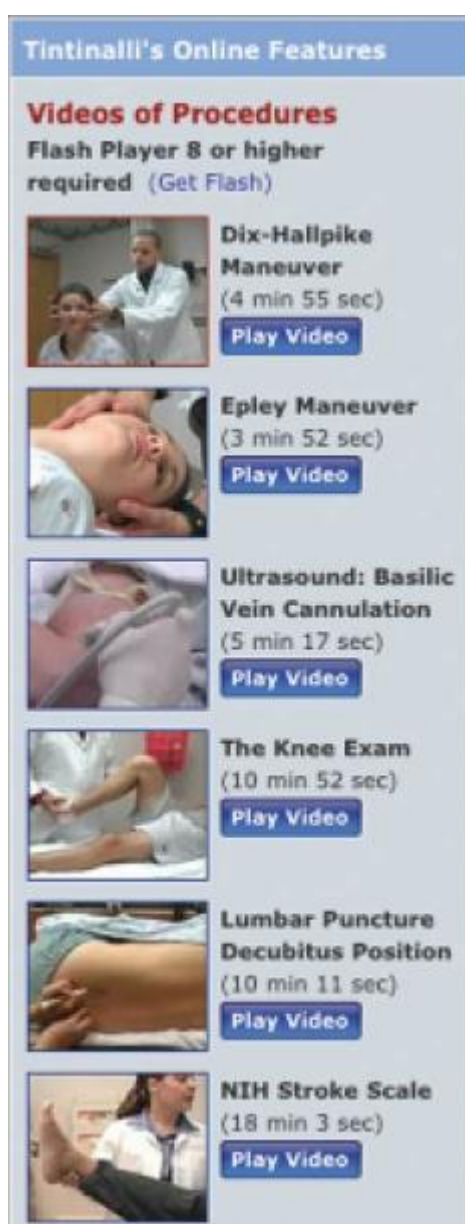 Tintinalli's Online Features
Videos of Procedures
Flash Player 8 or higher
required (Get Flash)
Dix-Hallpike
Maneuver
(4 min 55 sec)
Play Video
Epley Maneuver
(3 min 52 sec)
Play Video
Ultrasound: Basilic
Vein Cannulation
(5 min 17 sec)
Play Video
The Knee Exam
(10 min 52 sec)
Play Video
Lumbar Puncture
Decubitus Position
(10 min 11 sec)
Play Video
NIH Stroke Scale
(18 min 3 sec)
Play Video